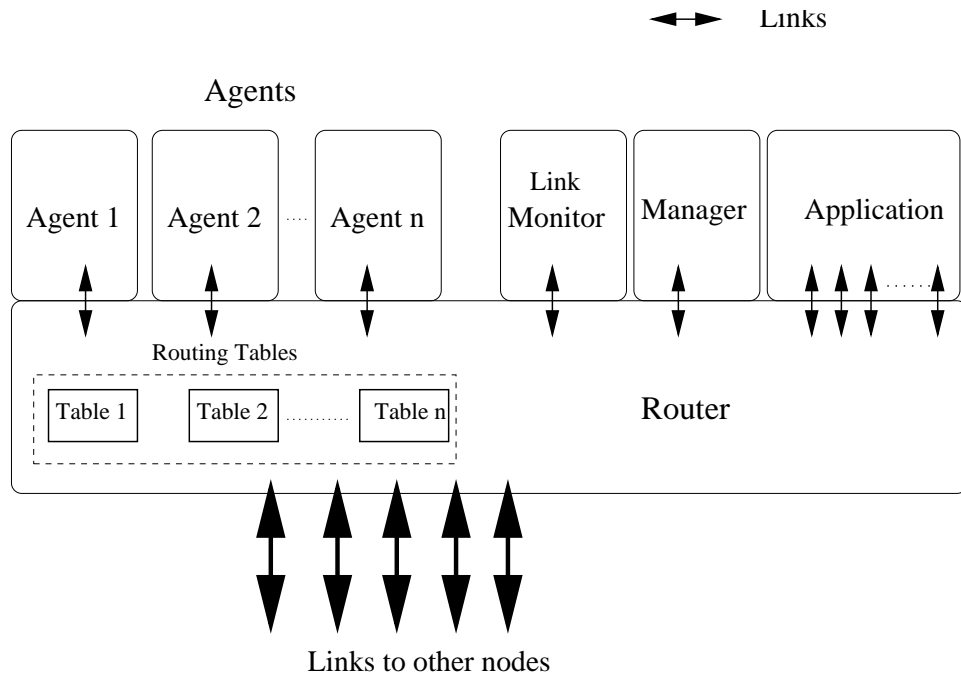 Links
Agents
Agent 1
Agent 2
....
Agent n
Link
Monitor
Manager
Application
......
Routing Tables
Table 1
Table 2
...........
Table n
Router
Links to other nodes